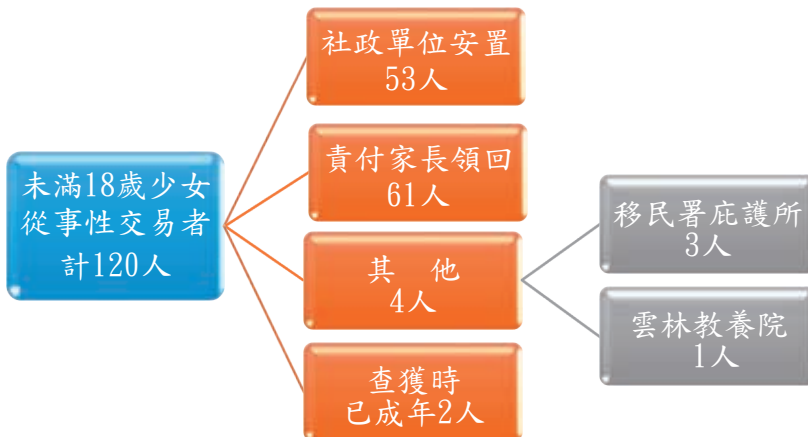 未滿18歲少女
從事性交易者
計120人
社政單位安置
53人
責付家長領回
61人
其　他
4人
查獲時
已成年2人
移民署庇護所
3人
雲林教養院
1人